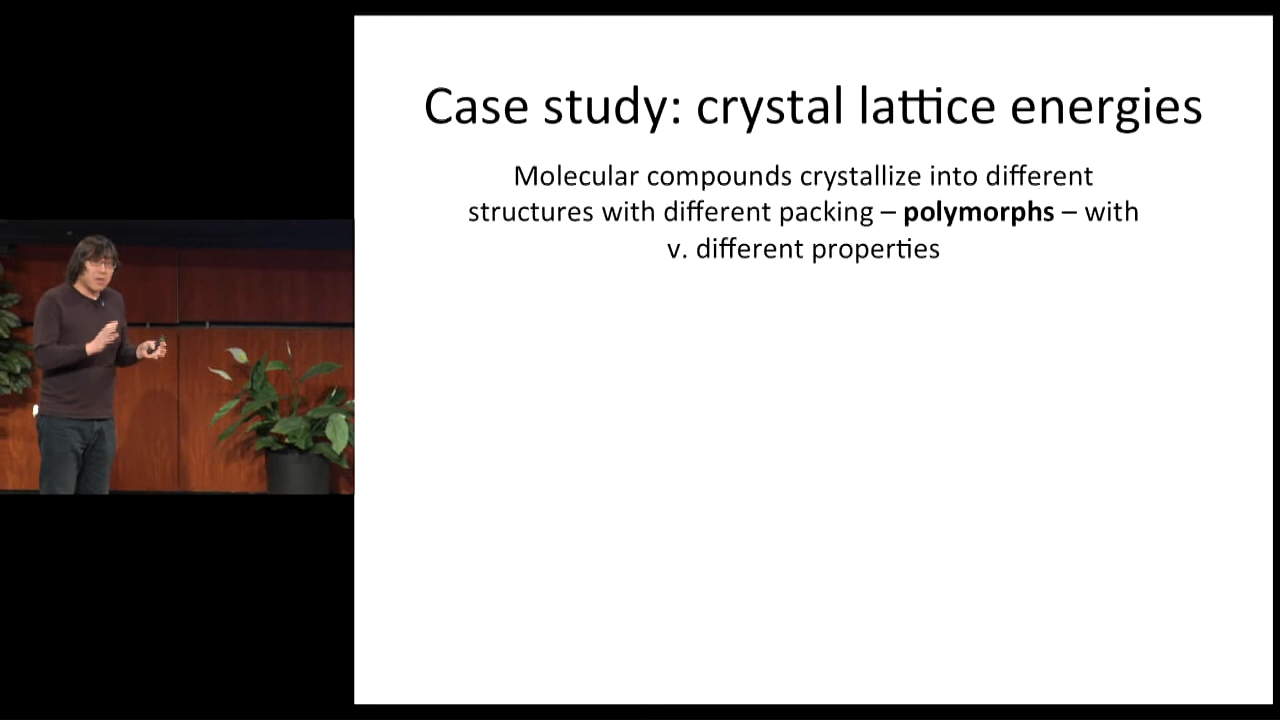 Case study: crystal lattice energies
Molecular compounds crystallize into different
structures with different packing – polymorphs – with
v. different properties